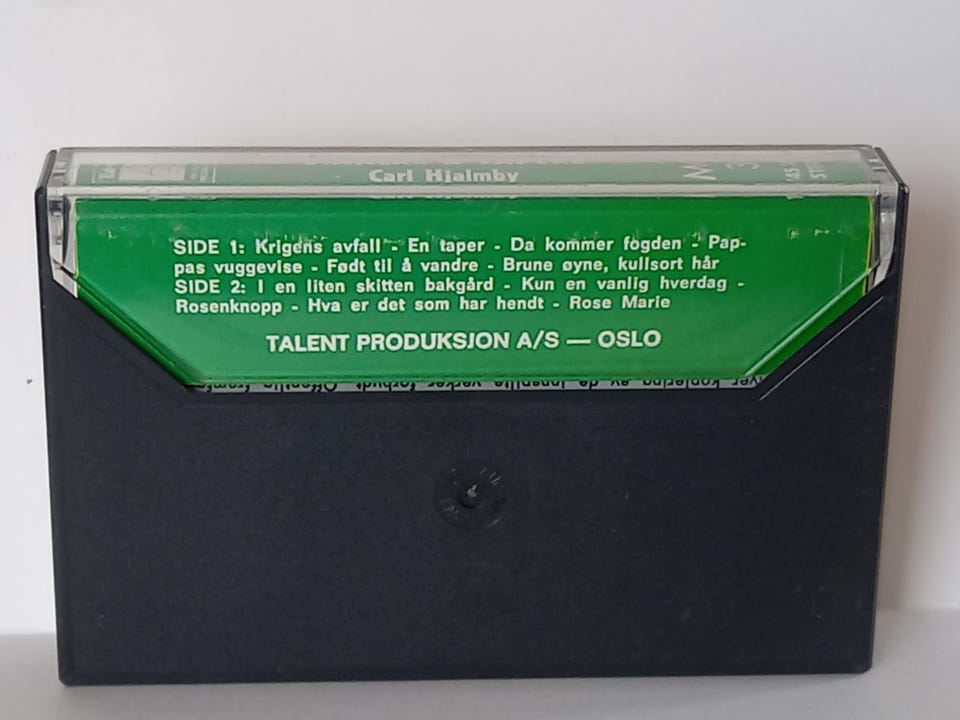 Carl Hjalmby
SIDE 1: Krigens avfall - En taper - Da kommer fogden - Pap-
pas vuggevise - Født til å vandre - Brune øyne, kullsort hår
SIDE 2: I en liten skitten bakgård - Kun en vanlig hverdag -
Rosenknopp - Hva er det som har hendt - Rose Marie
TALENT PRODUKSJON A/S — OSLO